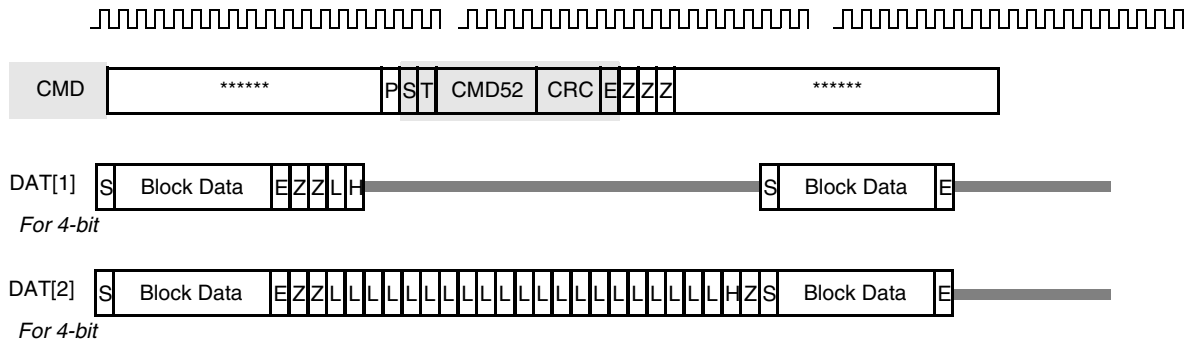 CMD ****** P S T CMD52 CRC E Z Z Z ******
DAT[1] S Block Data E Z Z L H S Block Data E
For 4-bit
DAT[2] S Block Data E Z Z L L L L L L L L L L L L L L L L L L L L L H Z S Block Data E
For 4-bit